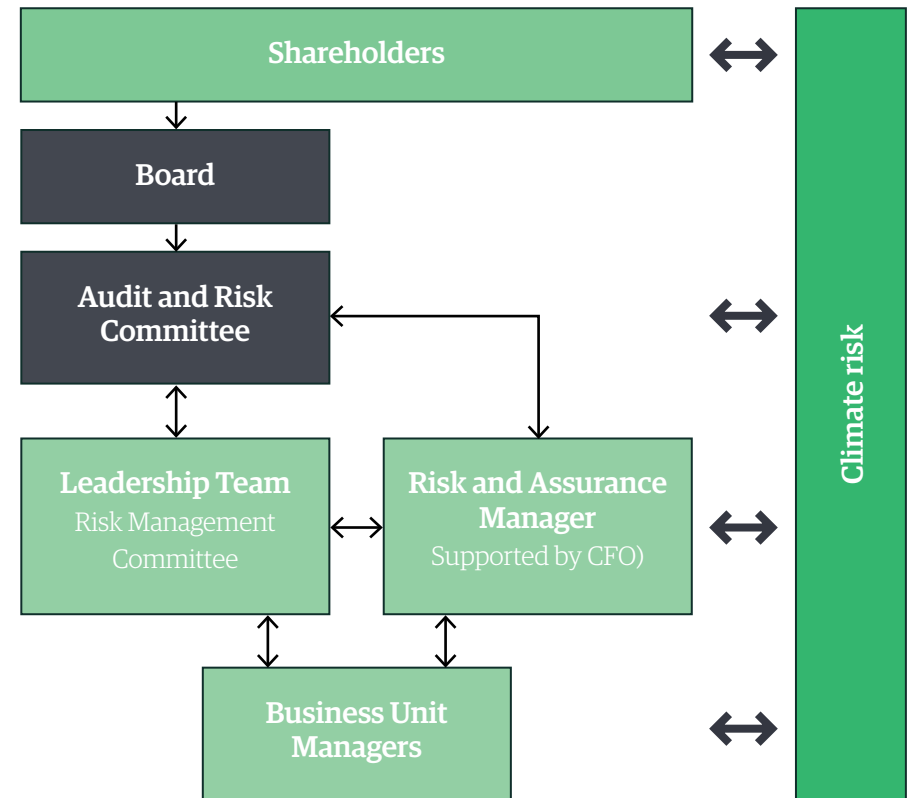 Shareholders
Board
Audit and Risk
Committee
Leadership Team
Risk Management
Committee
Risk and Assurance
Manager
Supported by CFO)
Business Unit
Managers
Climate risk